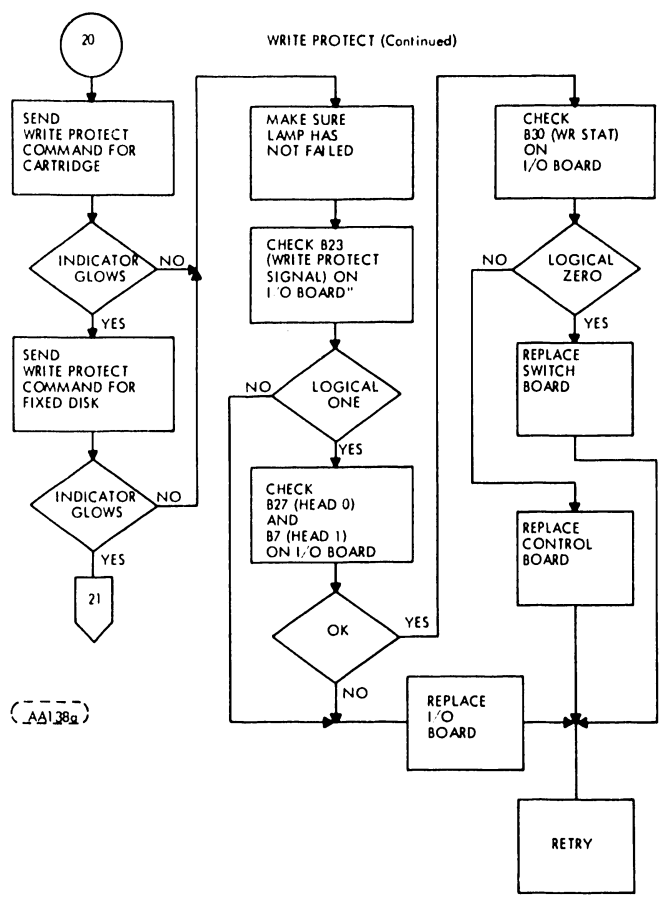 WRITE PROTECT (Continued)
20
SEND
WRITE PROTECT
COMMAND FOR
CARTRIDGE
INDICATOR
GLOWS
NO
YES
SEND
WRITE PROTECT
COMMAND FOR
FIXED DISK
INDICATOR
GLOWS
NO
YES
21
MAKE SURE
LAMP HAS
NOT FAILED
CHECK B23
(WRITE PROTECT
SIGNAL) ON
I/O BOARD"
LOGICAL
ONE
NO
YES
CHECK
B27 (HEAD 0)
AND
B7 (HEAD 1)
ON I/O BOARD
OK
YES
NO
REPLACE
I/O
BOARD
CHECK
B30 (WR STAT)
ON
I/O BOARD
LOGICAL
ZERO
NO
YES
REPLACE
SWITCH
BOARD
REPLACE
CONTROL
BOARD
RETRY
AA138a